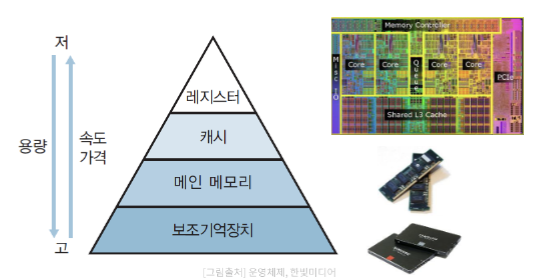 저
고
용량
속도
가격
레지스터
캐시
메인 메모리
보조기억장치
Memory Controller
Misc IO
Core
Core
Queue
Core
Core
PCIe
Shared L3 Cache
[그림출처] 운영체제, 한빛미디어